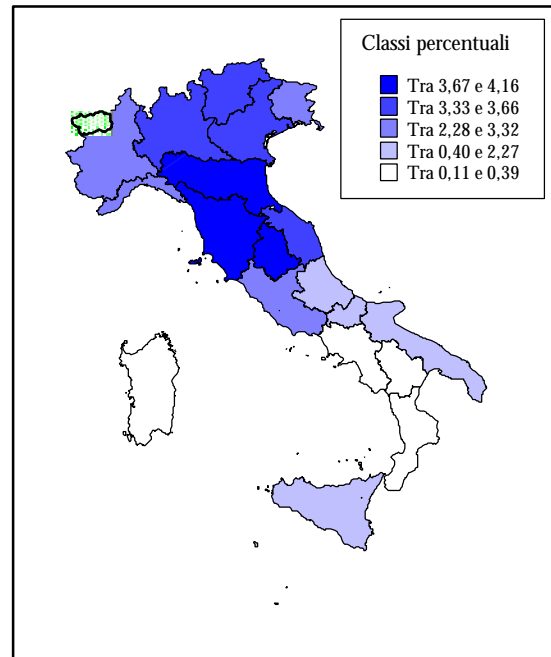 Classi percentuali
Tra 3,67 e 4,16
Tra 3,33 e 3,66
Tra 2,28 e 3,32
Tra 0,40 e 2,27
Tra 0,11 e 0,39